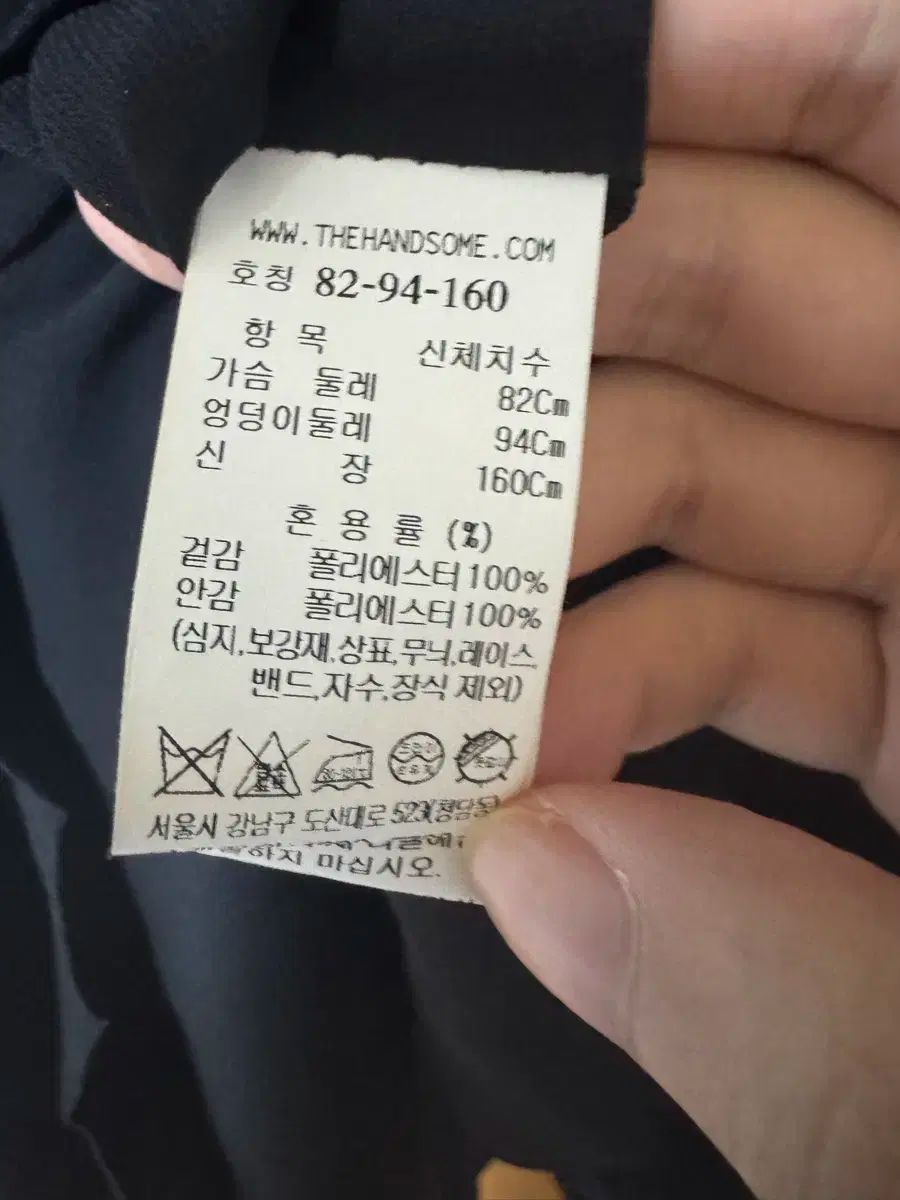 WWW.THEHANDSOME.COM
호칭 82-94-160
항 목 신체치수
가슴 둘레 82Cm
엉덩이둘레 94Cm
신 장 160Cm
혼 용 률 (%)
겉감 폴리에스터 100%
안감 폴리에스터 100%
(심지,보강재,상표,무늬,레이스
밴드,자수,장식 제외)
드라이
서울시 강남구 도산대로 523(청담동)
하지 마십시오.